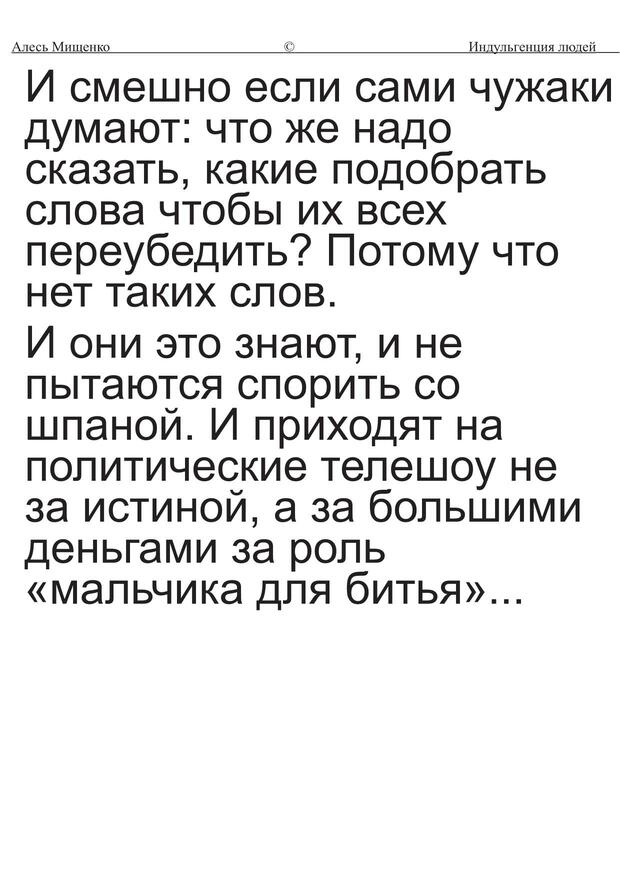 Алесь Мищенко © Индульгенция людей
И смешно если сами чужаки
думают: что же надо
сказать, какие подобрать
слова чтобы их всех
переубедить? Потому что
нет таких слов.
И они это знают, и не
пытаются спорить со
шпаной. И приходят на
политические телешоу не
за истиной, а за большими
деньгами за роль
«мальчика для битья»...